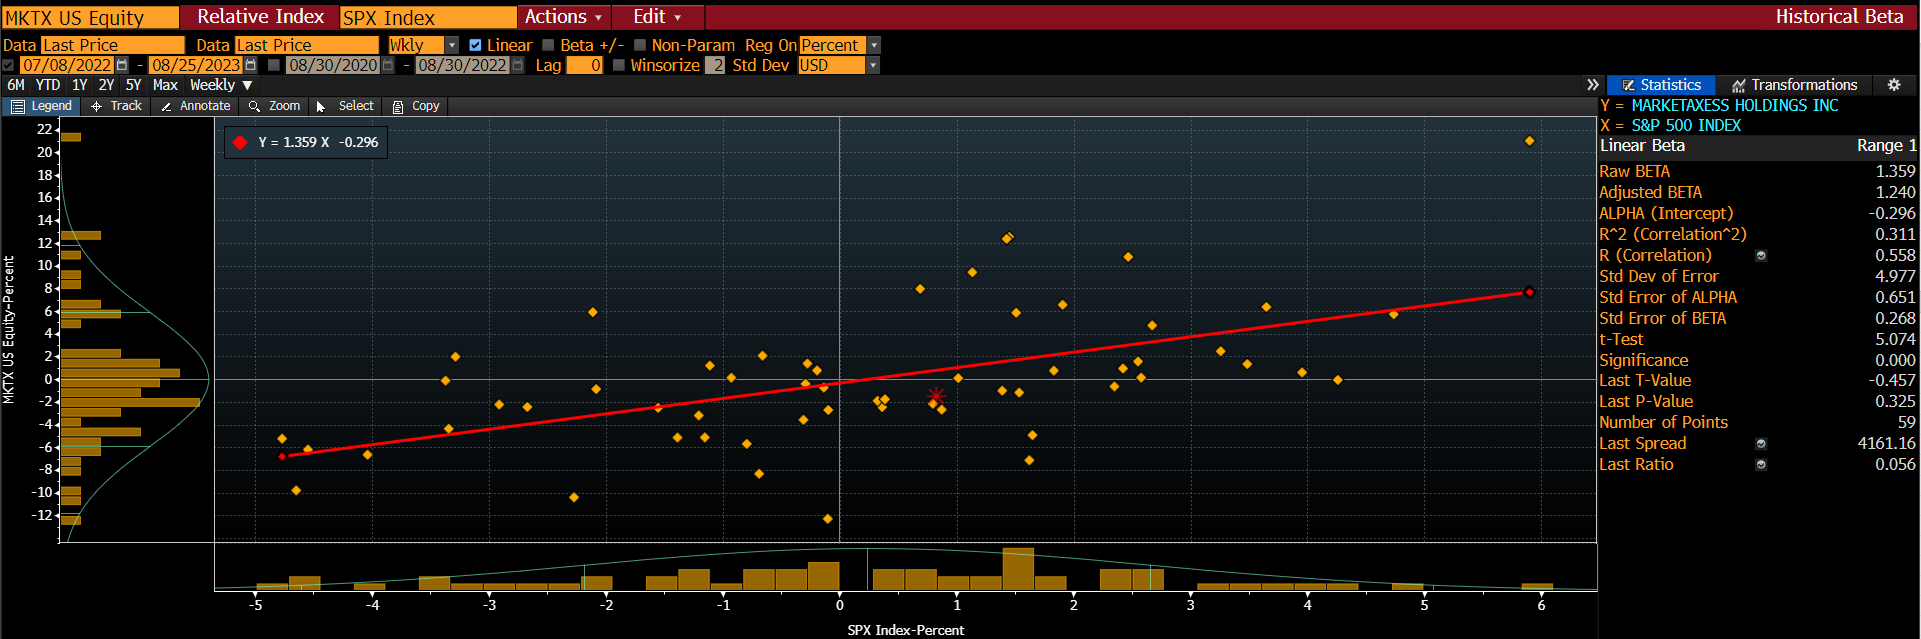 MKTX US Equity Relative Index SPX Index Actions Edit Historical Beta
Data Last Price Data Last Price Wkly Linear Beta +/- Non-Param Reg On Percent
07/08/2022 - 08/25/2023 08/30/2020 - 08/30/2022 Lag 0 Winsorize 2 Std Dev USD
6M YTD 1Y 2Y 5Y Max Weekly ▼ » Statistics Transformations
Legend Track Annotate Zoom Select Copy
Y = MARKETAXESS HOLDINGS INC
X = S&P 500 INDEX
Linear Beta Range 1
Raw BETA 1.359
Adjusted BETA 1.240
ALPHA (Intercept) -0.296
R^2 (Correlation^2) 0.311
R (Correlation) 0.558
Std Dev of Error 4.977
Std Error of ALPHA 0.651
Std Error of BETA 0.268
t-Test 5.074
Significance 0.000
Last T-Value -0.457
Last P-Value 0.325
Number of Points 59
Last Spread 4161.16
Last Ratio 0.056
Y = 1.359 X -0.296
MKTX US Equity-Percent
22
20
18
16
14
12
10
8
6
4
2
0
-2
-4
-6
-8
-10
-12
-5 -4 -3 -2 -1 0 1 2 3 4 5 6
SPX Index-Percent